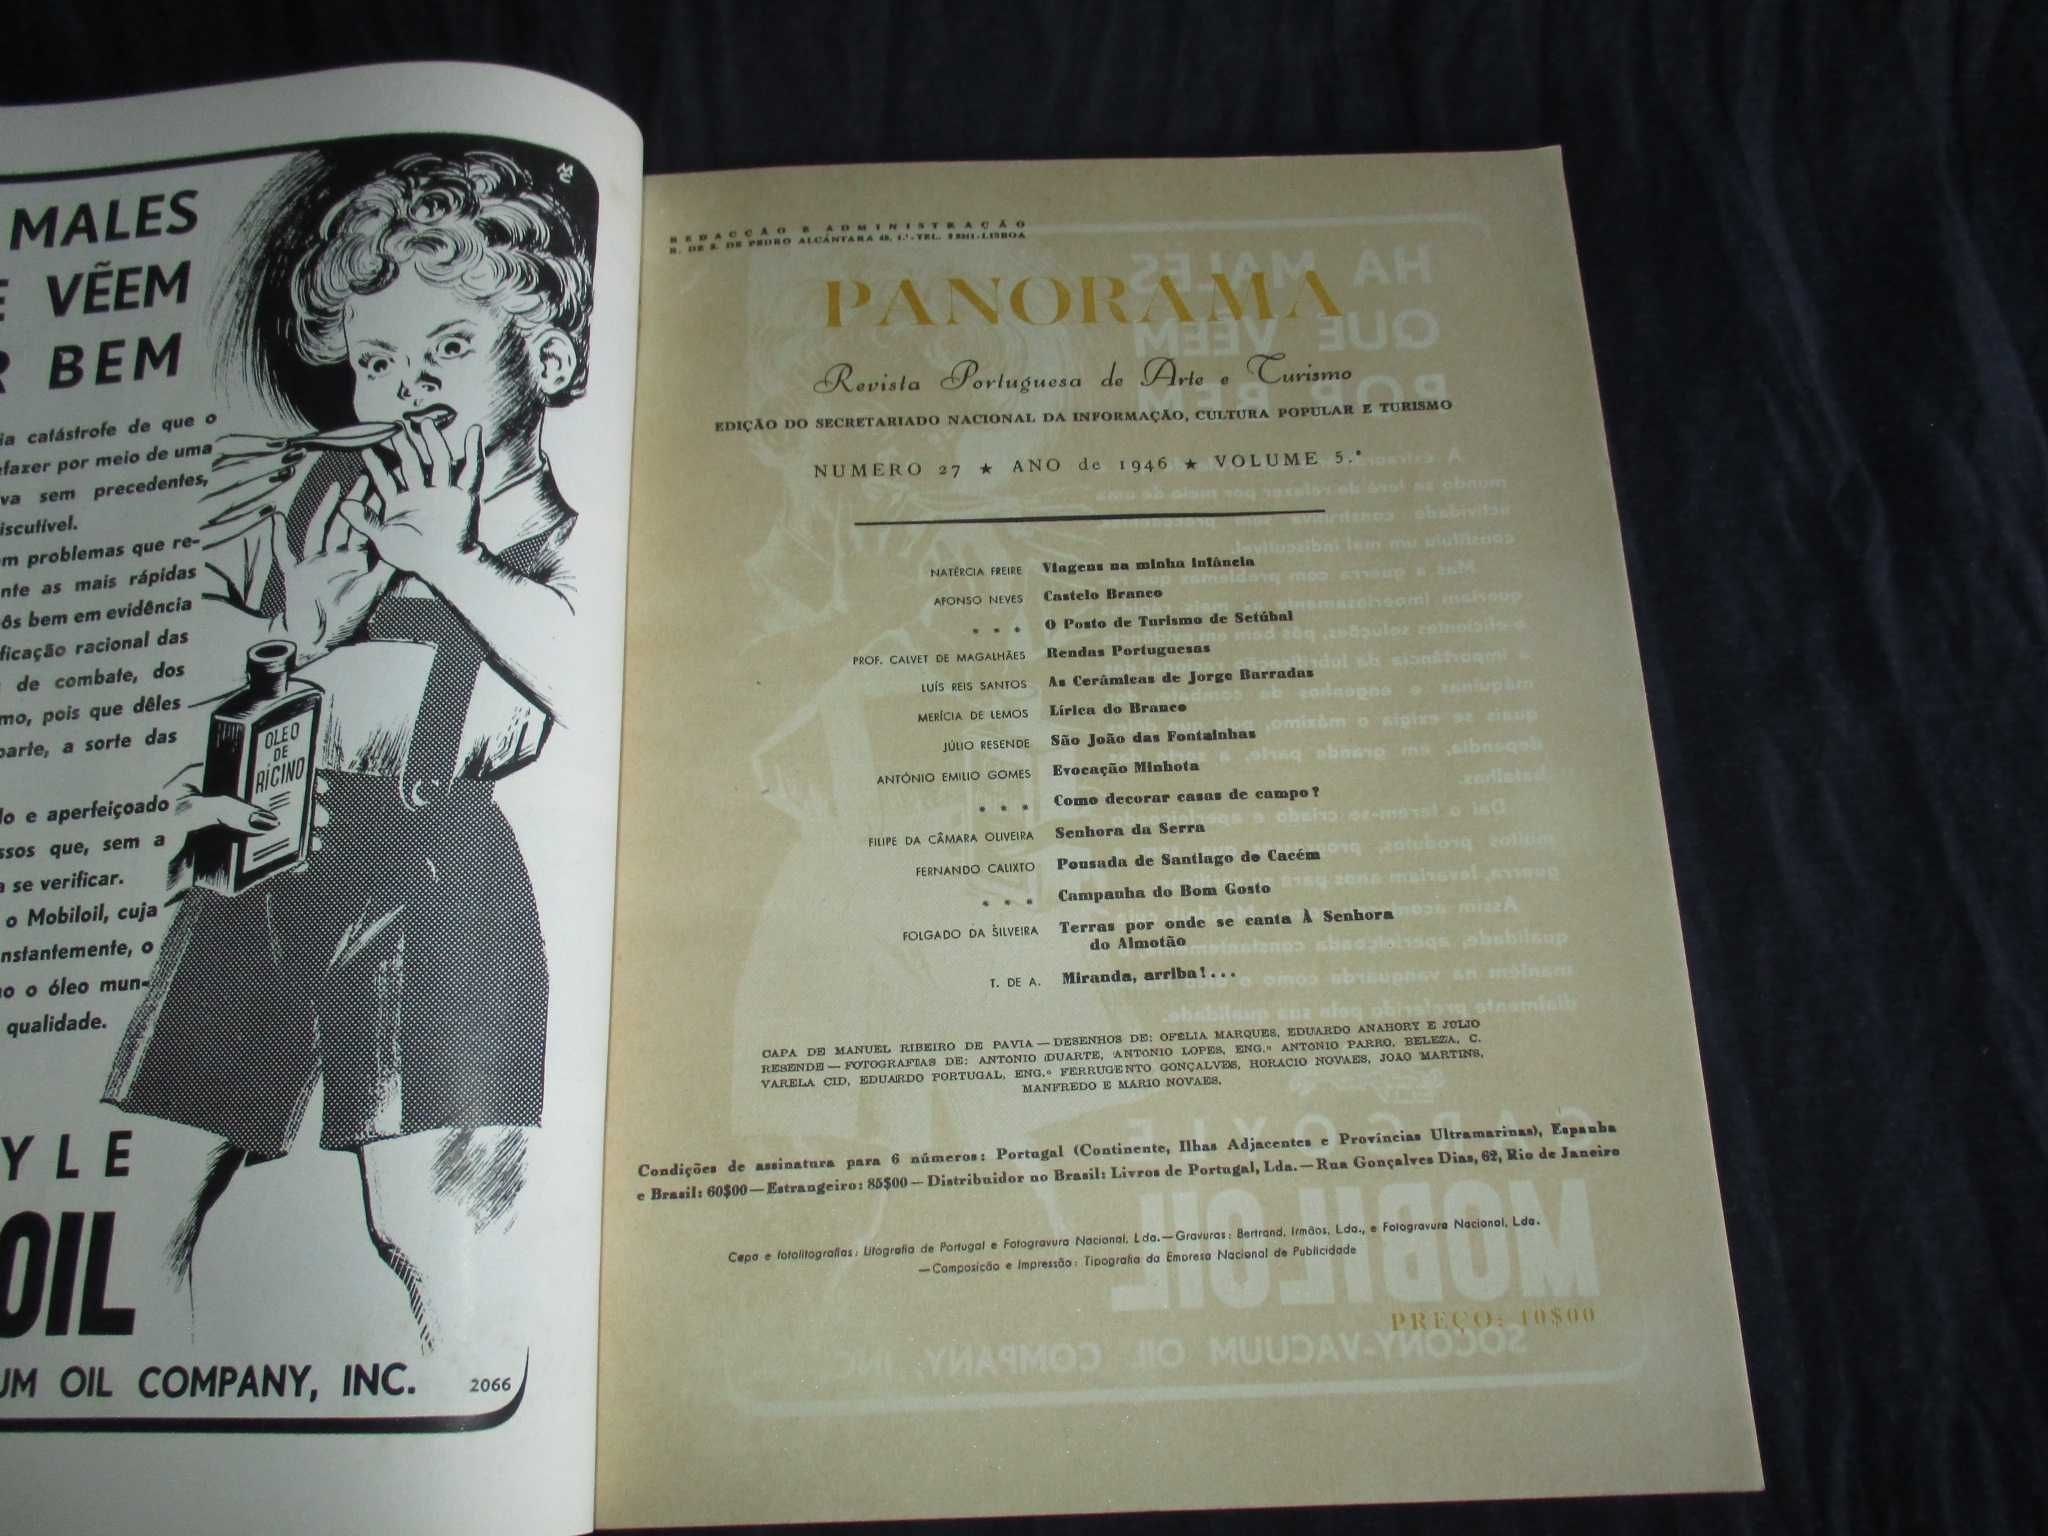 MALES
VÊEM
R BEM
ia catástrofe de que o
efazer por meio de uma
va sem precedentes,
iscutível.
m problemas que re-
nte as mais rápidas
ôs bem em evidência
ficação racional das
de combate, dos
mo, pois que dêles
parte, a sorte das
do e aperfeiçoado
ssos que, sem a
a se verificar.
o Mobiloil, cuja
nstantemente, o
mo o óleo mun-
qualidade.
OLEO
DE
RÍCINO
YLE
OIL
UM OIL COMPANY, INC.
2066
REDACÇÃO E ADMINISTRAÇÃO
R. DE S. DE PEDRO ALCÂNTARA 45, 1.º-TEL. LISBOA
PANORAMA
Revista Portuguesa de Arte e Turismo
EDIÇÃO DO SECRETARIADO NACIONAL DA INFORMAÇÃO, CULTURA POPULAR E TURISMO
NUMERO 27 ★ ANO de 1946 ★ VOLUME 5.º
NATÉRCIA FREIRE Viagens na minha infância
AFONSO NEVES Castelo Branco
* * * O Posto de Turismo de Setúbal
PROF. CALVET DE MAGALHÃES Rendas Portuguesas
LUÍS REIS SANTOS As Cerâmicas de Jorge Barradas
MERÍCIA DE LEMOS Lírica do Branco
JÚLIO RESENDE São João das Fontainhas
ANTÓNIO EMILIO GOMES Evocação Minhota
* * * Como decorar casas de campo?
FILIPE DA CÂMARA OLIVEIRA Senhora da Serra
FERNANDO CALIXTO Pousada de Santiago do Cacém
* * * Campanha do Bom Gosto
FOLGADO DA SILVEIRA Terras por onde se canta À Senhora
do Almotão
T. DE A. Miranda, arriba!...
CAPA DE MANUEL RIBEIRO DE PAVIA — DESENHOS DE: OFÉLIA MARQUES, EDUARDO ANAHORY E JÚLIO
RESENDE — FOTOGRAFIAS DE: ANTÓNIO DUARTE, ANTÓNIO LOPES, ENG.º ANTÓNIO PARRO, BELEZA, C.
VARELA CID, EDUARDO PORTUGAL, ENG.º FERRUGENTO GONÇALVES, HORÁCIO NOVAES, JOÃO MARTINS,
MANFREDO E MARIO NOVAES.
Condições de assinatura para 6 números: Portugal (Continente, Ilhas Adjacentes e Províncias Ultramarinas), Espanha
e Brasil: 60$00 — Estrangeiro: 85$00 — Distribuidor no Brasil: Livros de Portugal, Lda. — Rua Gonçalves Dias, 62, Rio de Janeiro
Capa e fotolitografias: Litografia de Portugal e Fotogravura Nacional, Lda. — Gravuras: Bertrand, Irmãos, Lda., e Fotogravura Nacional, Lda.
— Composição e Impressão: Tipografia da Empresa Nacional de Publicidade
PREÇO: 10$00